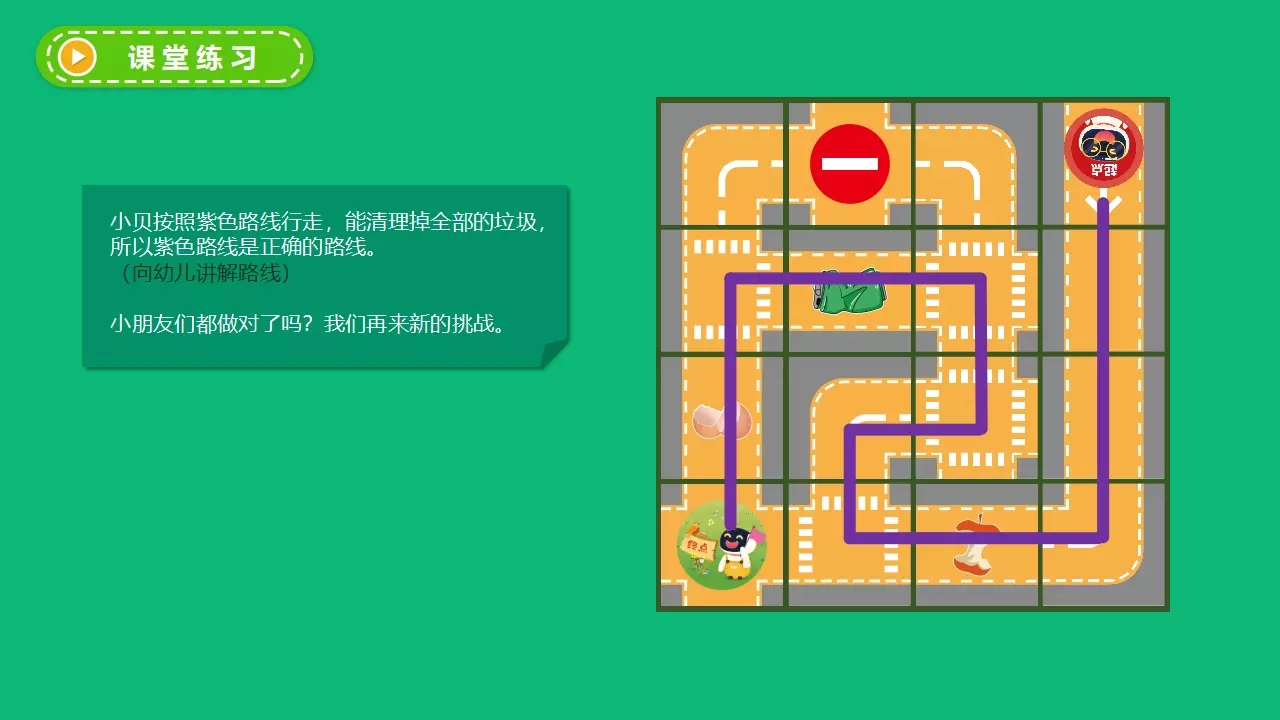 课堂练习
小贝按照紫色路线行走，能清理掉全部的垃圾，
所以紫色路线是正确的路线。
（向幼儿讲解路线）
小朋友们都做对了吗？我们再来新的挑战。
起点
终点